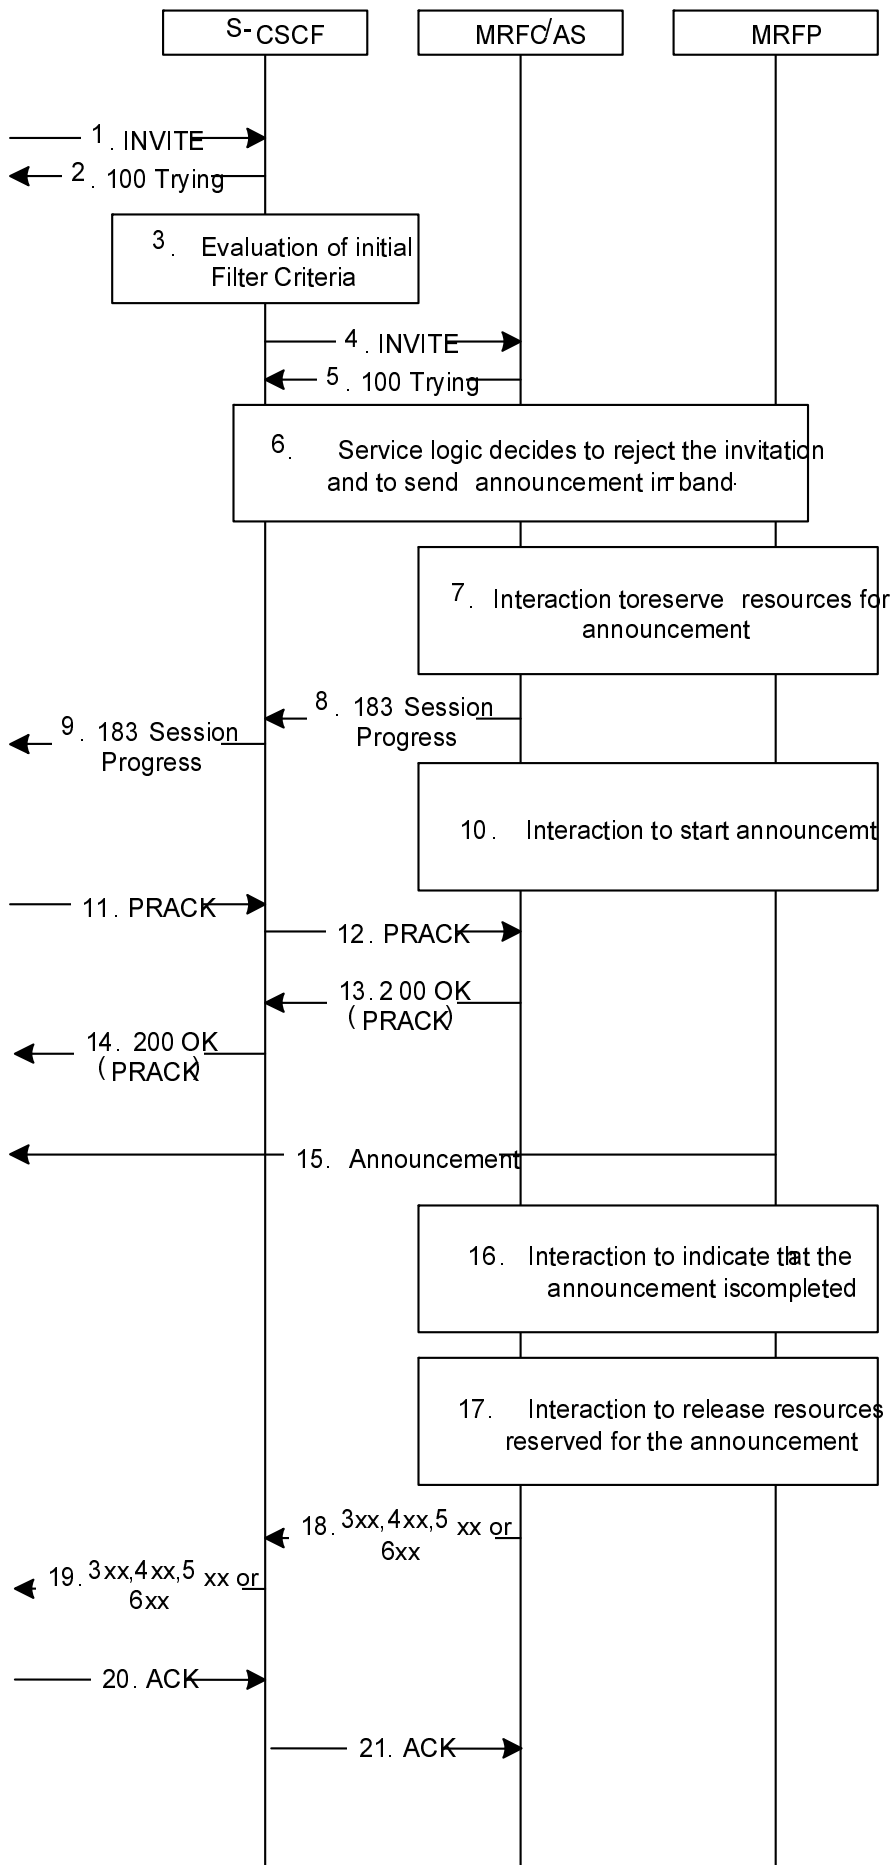 S-CSCF
MRFC/AS
MRFP
1. INVITE
2. 100 Trying
3. Evaluation of initial
Filter Criteria
4. INVITE
5. 100 Trying
6. Service logic decides to reject the invitation
and to send announcement in-band.
7. Interaction toreserve resources for
announcement
8. 183 Session
Progress
9. 183 Session
Progress
10. Interaction to start announcemt
11. PRACK
12. PRACK
13. 200 OK
(PRACK)
14. 200 OK
(PRACK)
15. Announcement
16. Interaction to indicate that the
announcement iscompleted
17. Interaction to release resources
reserved for the announcement
18. 3xx,4xx,5xx or
6xx
19. 3xx,4xx,5xx or
6xx
20. ACK
21. ACK